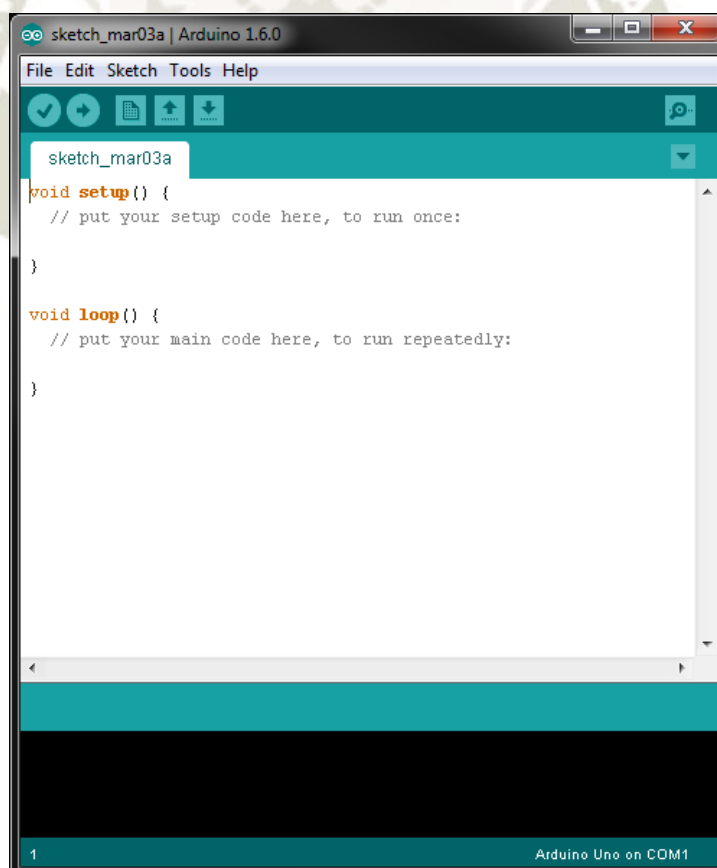 sketch_mar03a | Arduino 1.6.0
File Edit Sketch Tools Help
sketch_mar03a
void setup() {
  // put your setup code here, to run once:

}

void loop() {
  // put your main code here, to run repeatedly:

}
1
Arduino Uno on COM1